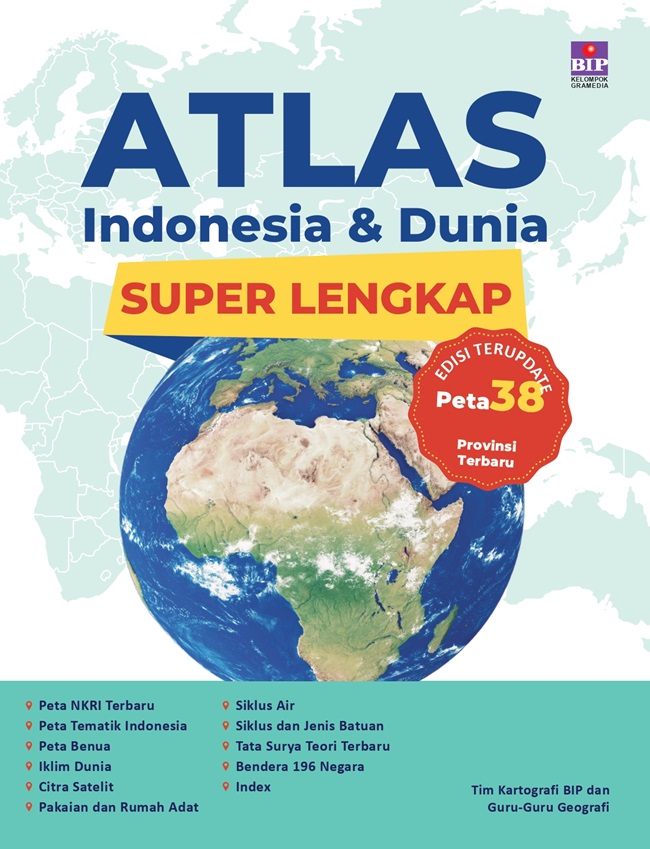 BIP
KELOMPOK
GRAMEDIA
ATLAS
Indonesia & Dunia
SUPER LENGKAP
EDISI TERUPDATE
Peta38
Provinsi
Terbaru
Peta NKRI Terbaru
Peta Tematik Indonesia
Peta Benua
Iklim Dunia
Citra Satelit
Pakaian dan Rumah Adat
Siklus Air
Siklus dan Jenis Batuan
Tata Surya Teori Terbaru
Bendera 196 Negara
Index
Tim Kartografi BIP dan
Guru-Guru Geografi